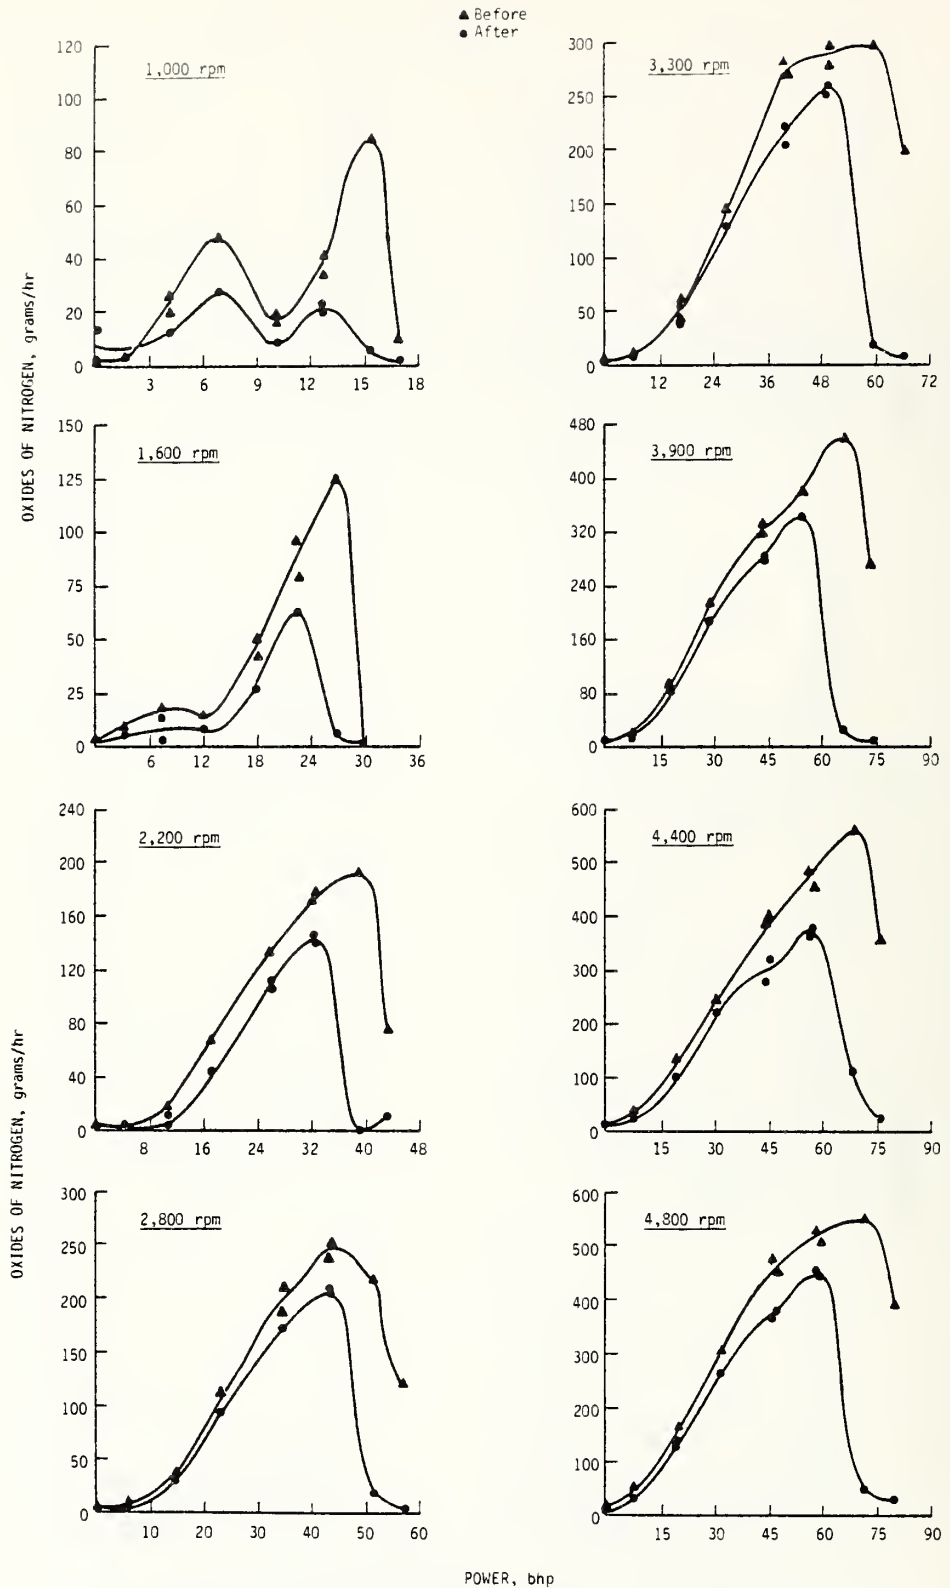 ▲ Before
● After
OXIDES OF NITROGEN, grams/hr
1,000 rpm
120
100
80
60
40
20
0
3 6 9 12 15 18
3,300 rpm
300
250
200
150
100
50
0
12 24 36 48 60 72
1,600 rpm
150
125
100
75
50
25
0
6 12 18 24 30 36
3,900 rpm
480
400
320
240
160
80
0
15 30 45 60 75 90
OXIDES OF NITROGEN, grams/hr
2,200 rpm
240
200
160
120
80
40
0
8 16 24 32 40 48
4,400 rpm
600
500
400
300
200
100
0
15 30 45 60 75 90
2,800 rpm
300
250
200
150
100
50
0
10 20 30 40 50 60
4,800 rpm
600
500
400
300
200
100
0
15 30 45 60 75 90
POWER, bhp